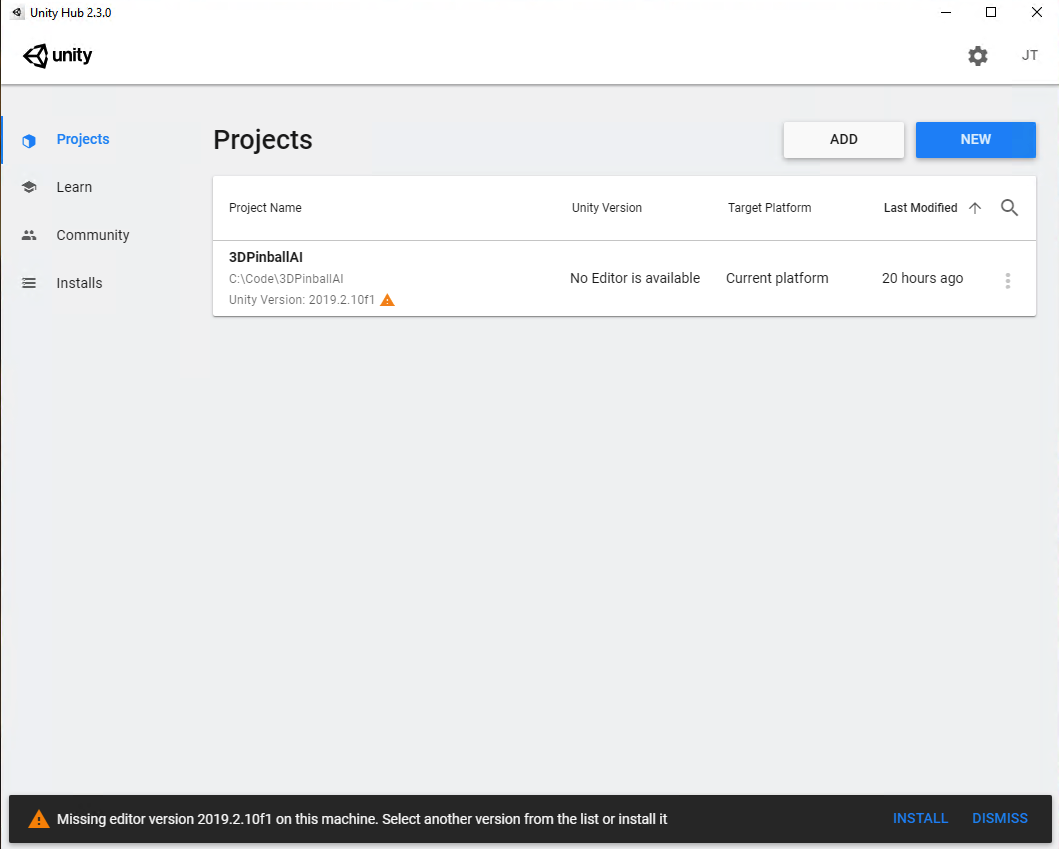 Unity Hub 2.3.0
unity
JT
Projects
Learn
Community
Installs
Projects
ADD
NEW
Project Name Unity Version Target Platform Last Modified
3DPinballAI
C:\Code\3DPinballAI
Unity Version: 2019.2.10f1
No Editor is available Current platform 20 hours ago
Missing editor version 2019.2.10f1 on this machine. Select another version from the list or install it
INSTALL
DISMISS